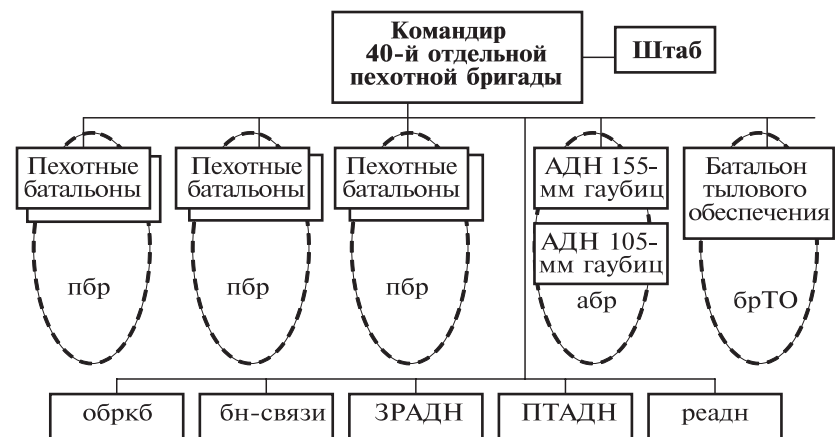 Командир
40-й отдельной
пехотной бригады
Штаб
Пехотные
батальоны
Пехотные
батальоны
Пехотные
батальоны
АДН 155-
мм гаубиц
АДН 105-
мм гаубиц
Батальон
тылового
обеспечения
пбр
пбр
пбр
абр
брТО
обркб
бн-связи
ЗРАДН
ПТАДН
реадн